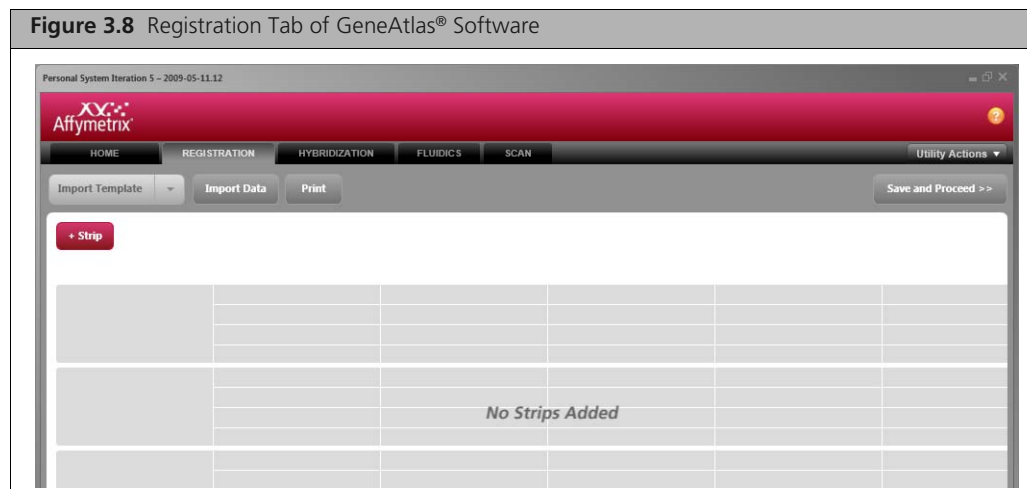 Figure 3.8 Registration Tab of GeneAtlas® Software
Personal System Iteration 5 – 2009-05-11.12
Affymetrix
?
HOME REGISTRATION HYBRIDIZATION FLUIDICS SCAN Utility Actions
Import Template Import Data Print Save and Proceed >>
+ Strip
No Strips Added